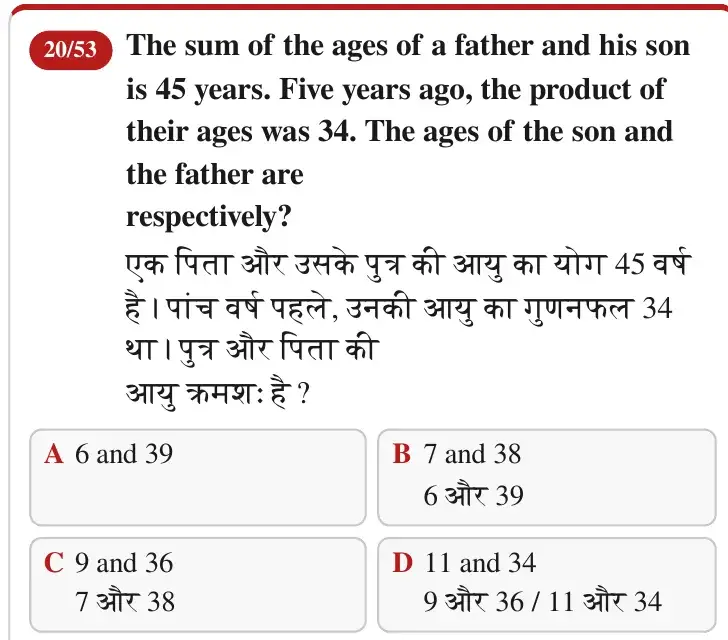 20/53 The sum of the ages of a father and his son
is 45 years. Five years ago, the product of
their ages was 34. The ages of the son and
the father are
respectively?
एक पिता और उसके पुत्र की आयु का योग 45 वर्ष
है। पांच वर्ष पहले, उनकी आयु का गुणनफल 34
था। पुत्र और पिता की
आयु क्रमशः है ?
A 6 and 39
B 7 and 38
6 और 39
C 9 and 36
7 और 38
D 11 and 34
9 और 36 / 11 और 34